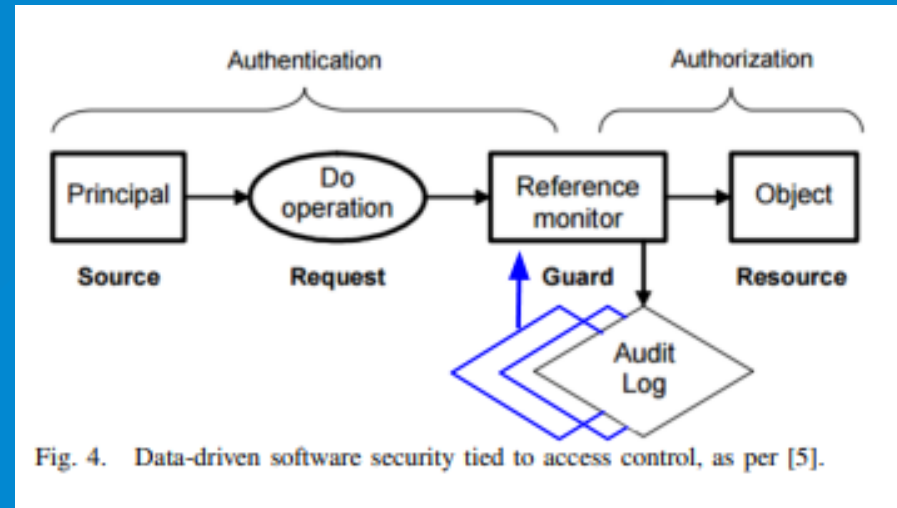 Authentication
Authorization
Principal
Do
operation
Reference
monitor
Object
Source
Request
Guard
Resource
Audit
Log
Fig. 4. Data-driven software security tied to access control, as per [5].